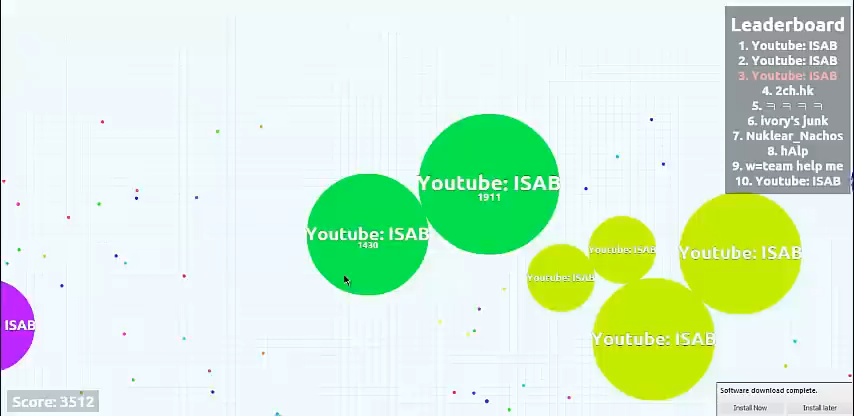 Leaderboard
1. Youtube: ISAB
2. Youtube: ISAB
3. Youtube: ISAB
4. 2ch.hk
5. ㅋ ㅋ ㅋ ㅋ
6. ivory's junk
7. Nuklear_Nachos
8. hAlp
9. w=team help me
10. Youtube: ISAB
Youtube: ISAB
1911
Youtube: ISAB
1430
Youtube: ISAB
Youtube: ISAB
Youtube: ISAB
Youtube: ISAB
ISAB
Score: 3512
Software download complete.
Install Now
Install later